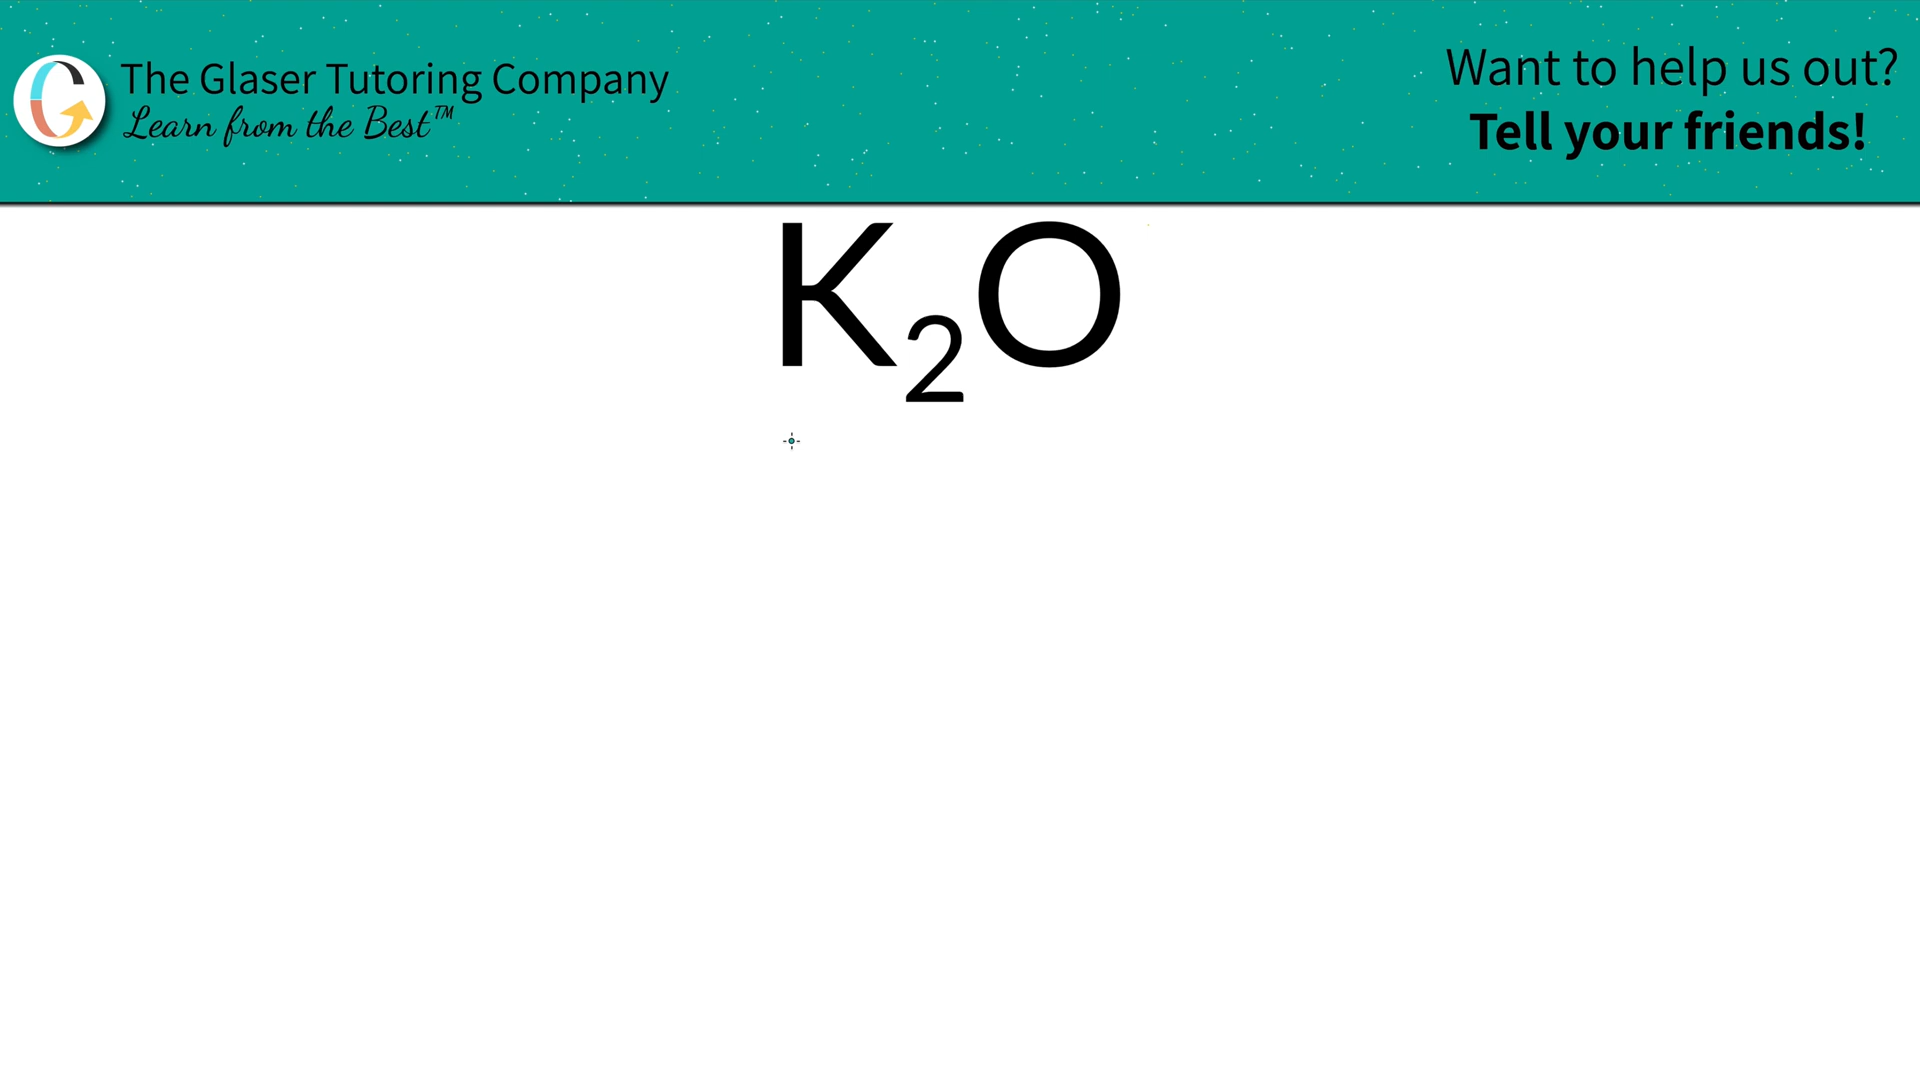 The Glaser Tutoring Company
Learn from the Best™
Want to help us out?
Tell your friends!
K₂O